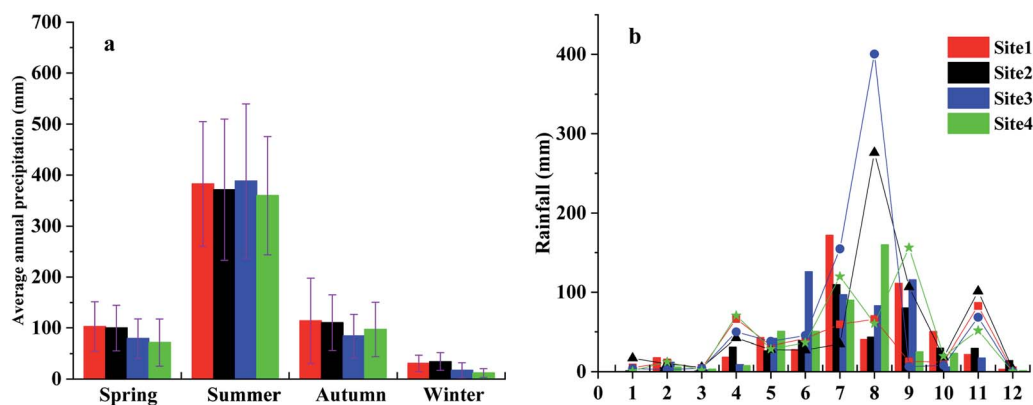 a
Average annual precipitation (mm)
700
600
500
400
300
200
100
0
Spring Summer Autumn Winter
b
Rainfall (mm)
400
300
200
100
0
0 1 2 3 4 5 6 7 8 9 10 11 12
Site1
Site2
Site3
Site4